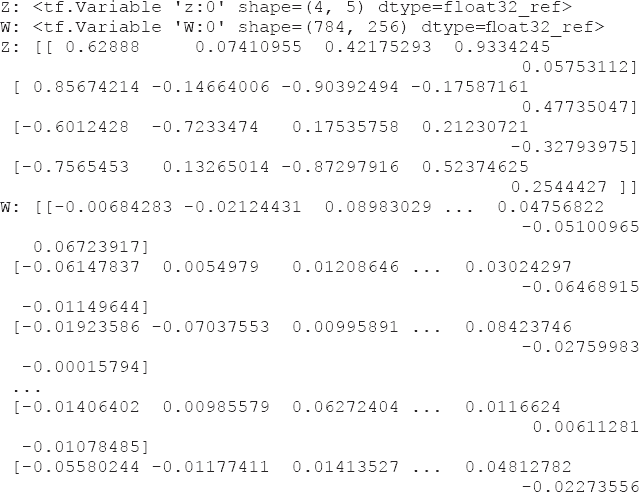 Z: <tf.Variable 'z:0' shape=(4, 5) dtype=float32_ref>
W: <tf.Variable 'W:0' shape=(784, 256) dtype=float32_ref>
Z: [[ 0.62888     0.07410955  0.42175293  0.9334245
0.05753112]
[ 0.85674214 -0.14664006 -0.90392494 -0.17587161
0.47735047]
[-0.6012428  -0.7233474   0.17535758  0.21230721
-0.32793975]
[-0.7565453   0.13265014 -0.87297916  0.52374625
0.2544427 ]]
W: [[-0.00684283 -0.02124431  0.08983029 ...  0.04756822
-0.05100965
0.06723917]
[-0.06147837  0.0054979   0.01208646 ...  0.03024297
-0.06468915
-0.01149644]
[-0.01923586 -0.07037553  0.00995891 ...  0.08423746
-0.02759983
-0.00015794]
...
[-0.01406402  0.00985579  0.06272404 ...  0.0116624
0.00611281
-0.01078485]
[-0.05580244 -0.01177411  0.01413527 ...  0.04812782
-0.02273556